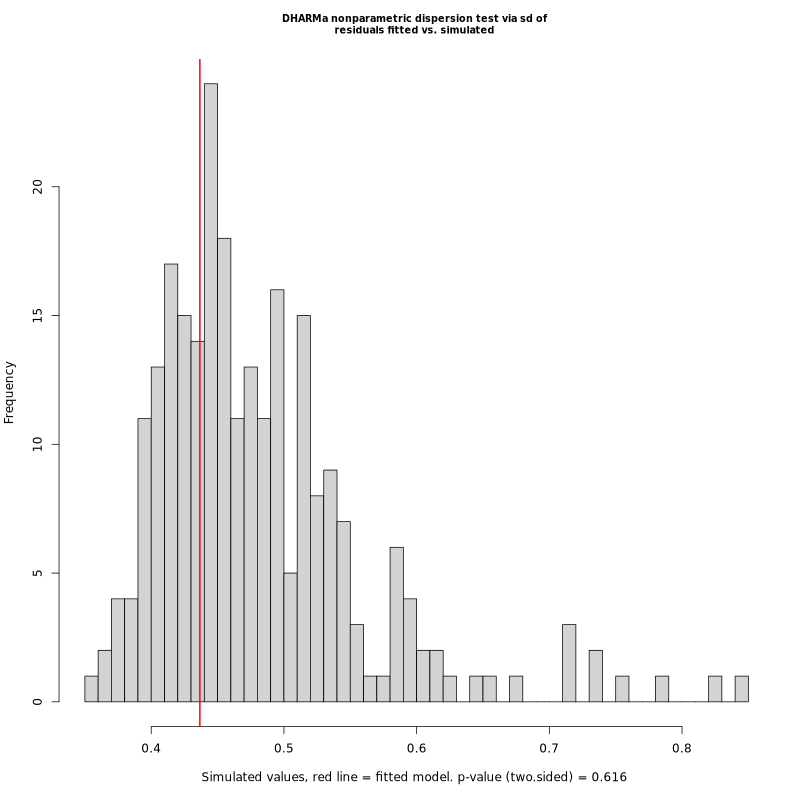 DHARMa nonparametric dispersion test via sd of
residuals fitted vs. simulated
Frequency
20
15
10
5
0
0.4
0.5
0.6
0.7
0.8
Simulated values, red line = fitted model. p-value (two.sided) = 0.616